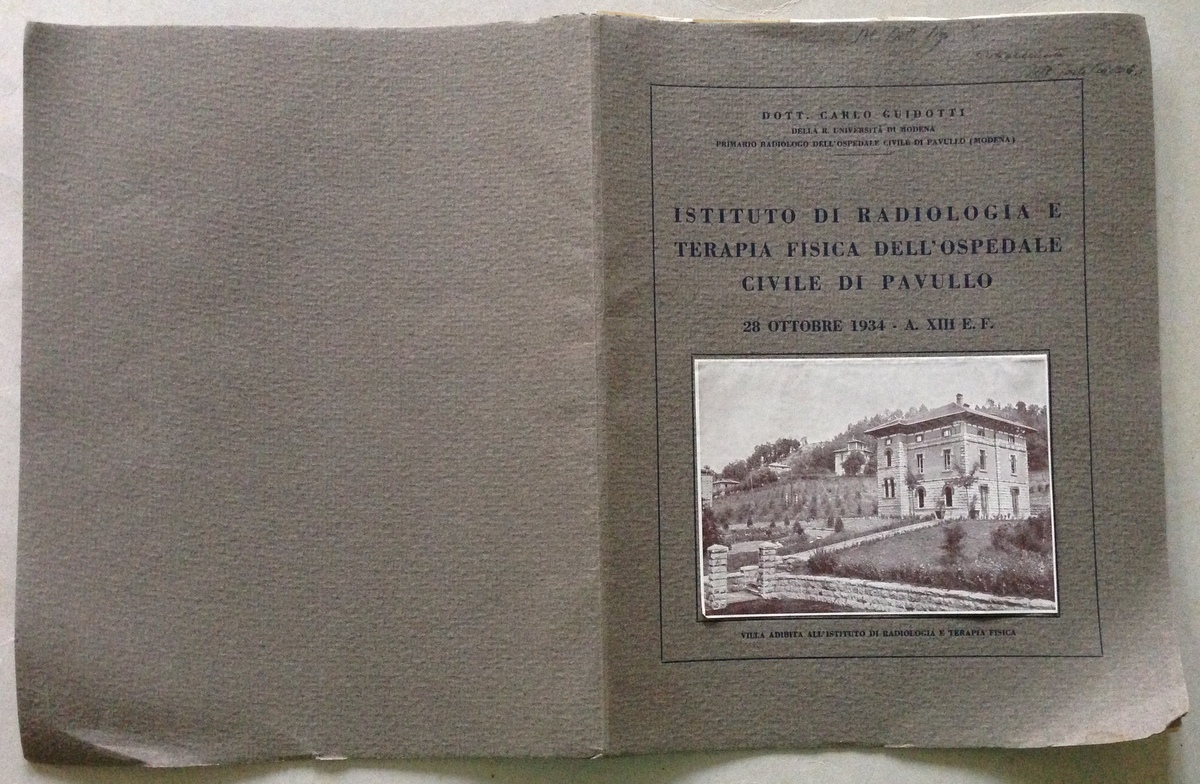 DOTT. CARLO GUIDOTTI
DELLA R. UNIVERSITÀ DI MODENA
PRIMARIO RADIOLOGO DELL'OSPEDALE CIVILE DI PAVULLO (MODENA)
ISTITUTO DI RADIOLOGIA E
TERAPIA FISICA DELL'OSPEDALE
CIVILE DI PAVULLO
28 OTTOBRE 1934 - A. XIII E. F.
VILLA ADIBITA ALL'ISTITUTO DI RADIOLOGIA E TERAPIA FISICA